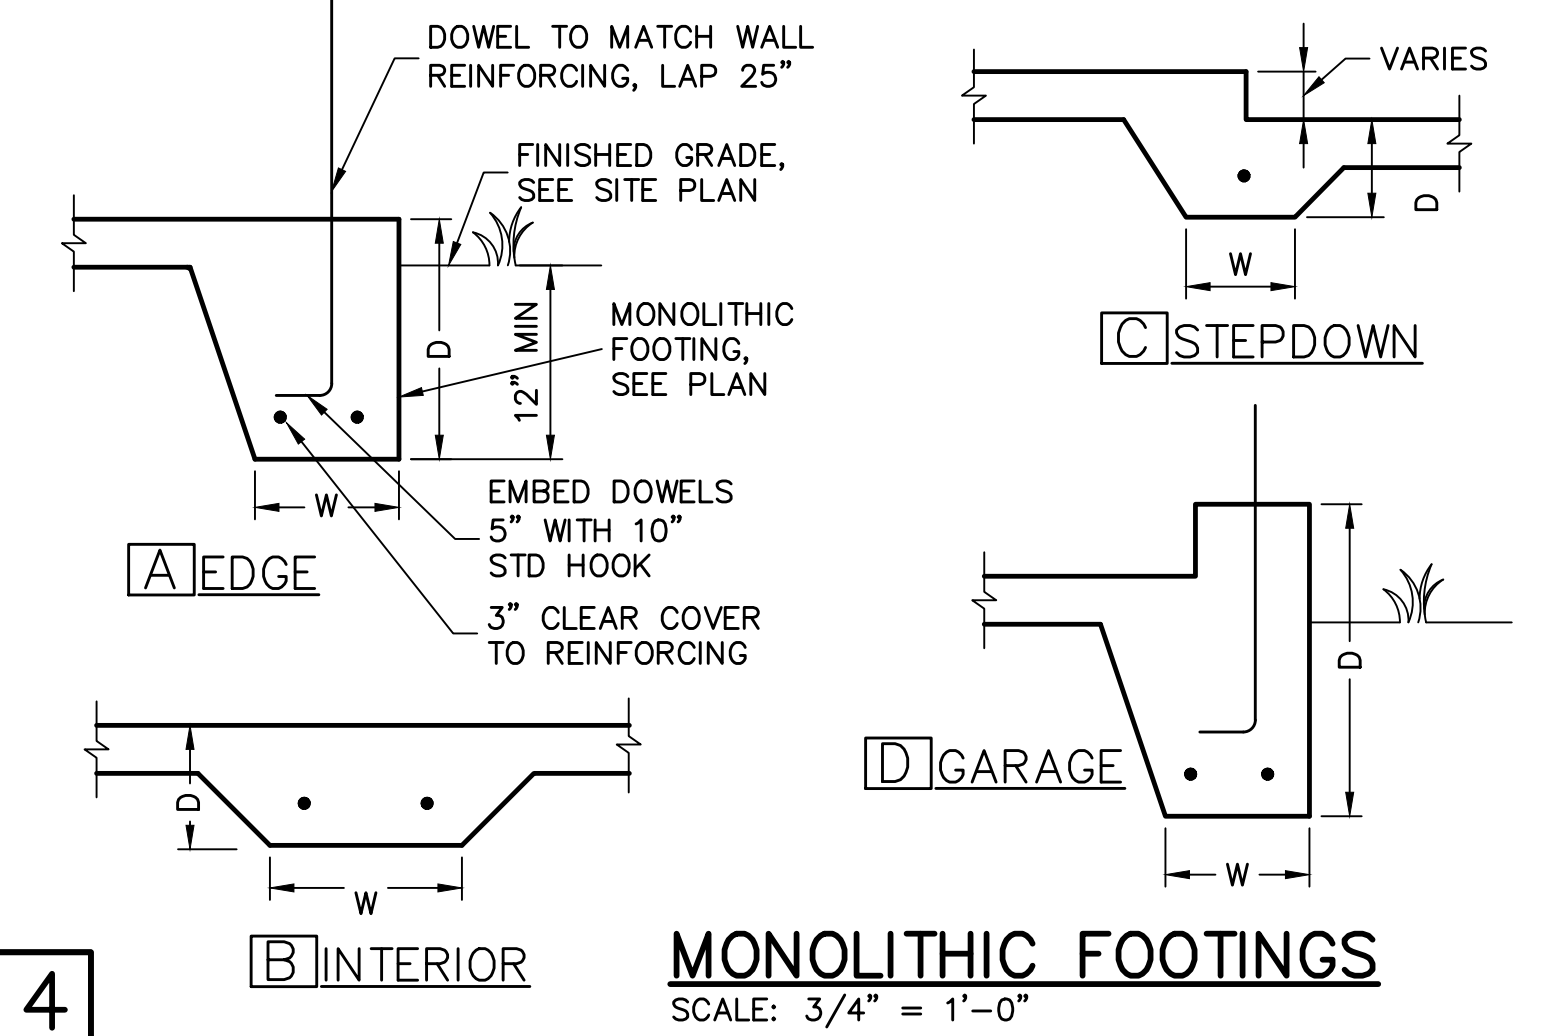 DOWEL TO MATCH WALL
REINFORCING, LAP 25”
FINISHED GRADE,
SEE SITE PLAN
D
12” MIN
MONOLITHIC
FOOTING,
SEE PLAN
W
EMBED DOWELS
5” WITH 10”
STD HOOK
3” CLEAR COVER
TO REINFORCING
A EDGE
VARIES
D
W
C STEPDOWN
D
W
B INTERIOR
D
W
D GARAGE
4
MONOLITHIC FOOTINGS
SCALE: 3/4” = 1’-0”